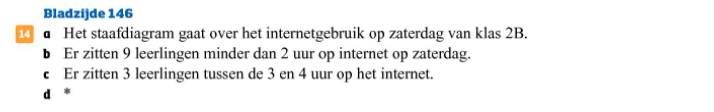 Bladzijde 146
14 a Het staafdiagram gaat over het internetgebruik op zaterdag van klas 2B.
b Er zitten 9 leerlingen minder dan 2 uur op internet op zaterdag.
c Er zitten 3 leerlingen tussen de 3 en 4 uur op het internet.
d *